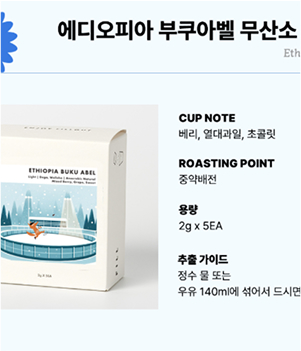 에디오피아 부쿠아벨 무산소
Eth
CUP NOTE
베리, 열대과일, 초콜릿
ROASTING POINT
중약배전
용량
2g x 5EA
추출 가이드
정수 물 또는
우유 140ml에 섞어서 드시면
ETHIOPIA BUKU ABEL